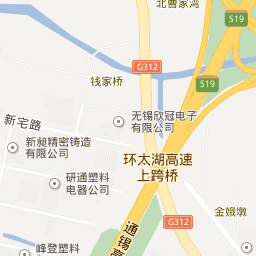 北曹家湾
S19
G312
钱家桥
S19
新宅路
无锡欣冠电子
有限公司
新昶精密铸造
有限公司
环太湖高速
上跨桥
研通塑料
电器公司
金娥墩
G312
通锡高
峰登塑料